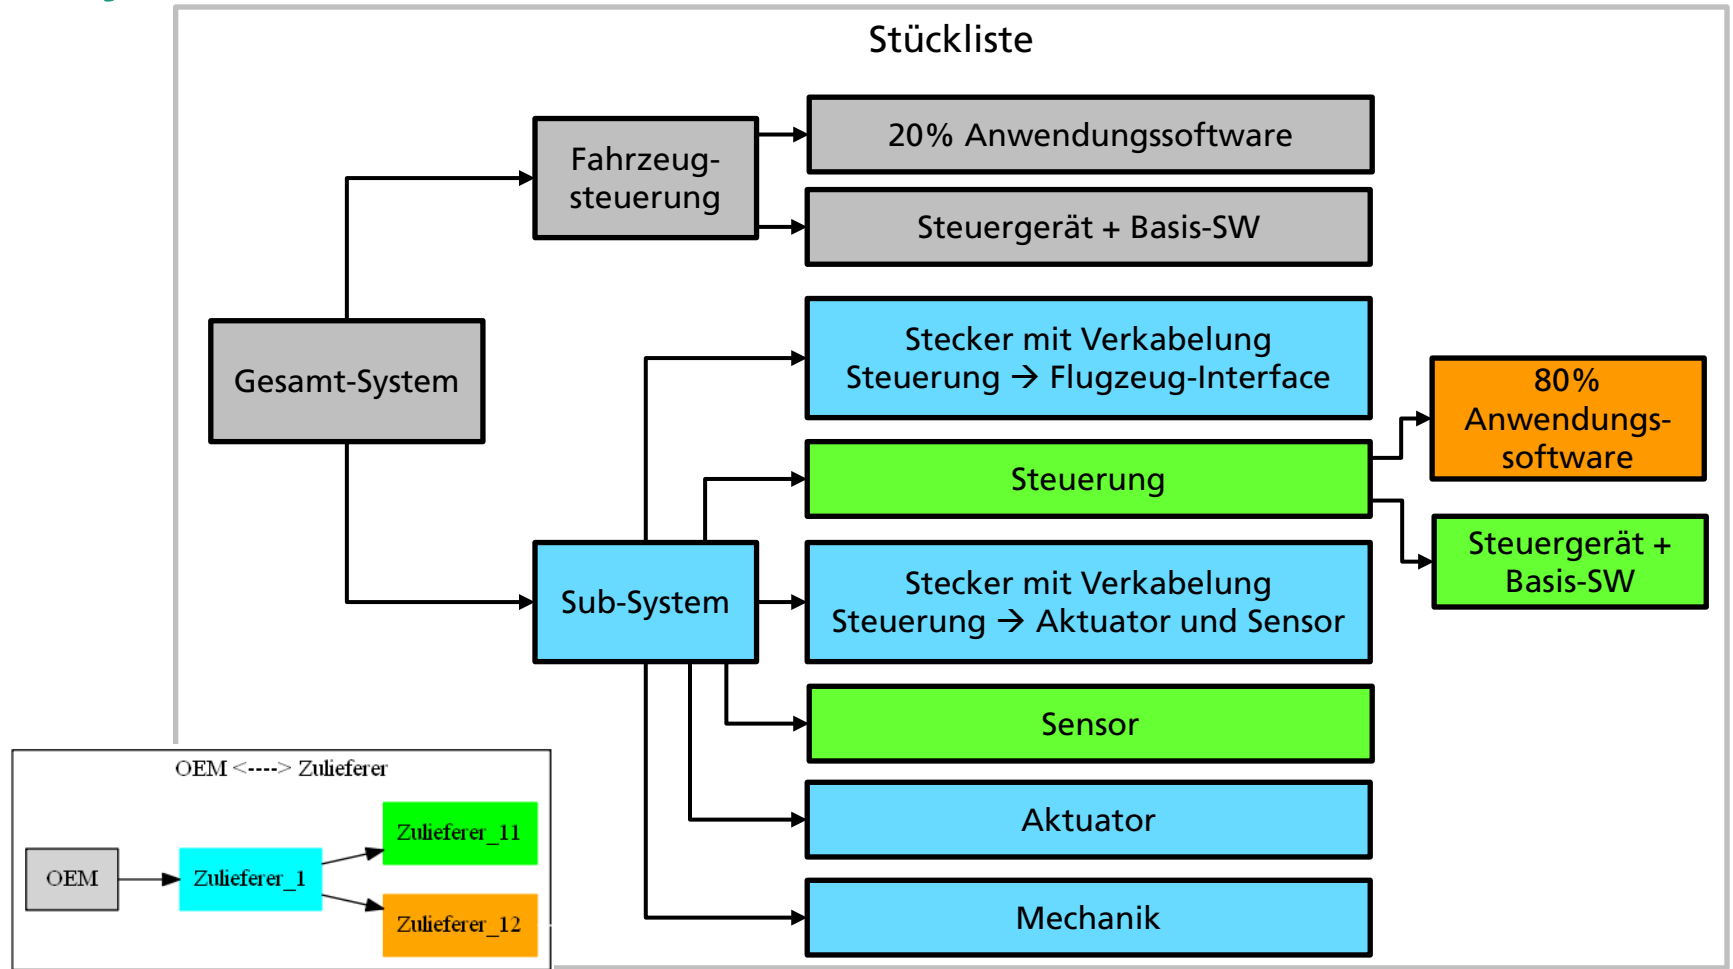 Stückliste
20% Anwendungssoftware
Fahrzeug-
steuerung
Steuergerät + Basis-SW
Stecker mit Verkabelung
Steuerung → Flugzeug-Interface
Gesamt-System
80%
Anwendungs-
software
Steuerung
Steuergerät +
Basis-SW
Sub-System
Stecker mit Verkabelung
Steuerung → Aktuator und Sensor
Sensor
Aktuator
Mechanik
OEM <----> Zulieferer
OEM
Zulieferer_1
Zulieferer_11
Zulieferer_12